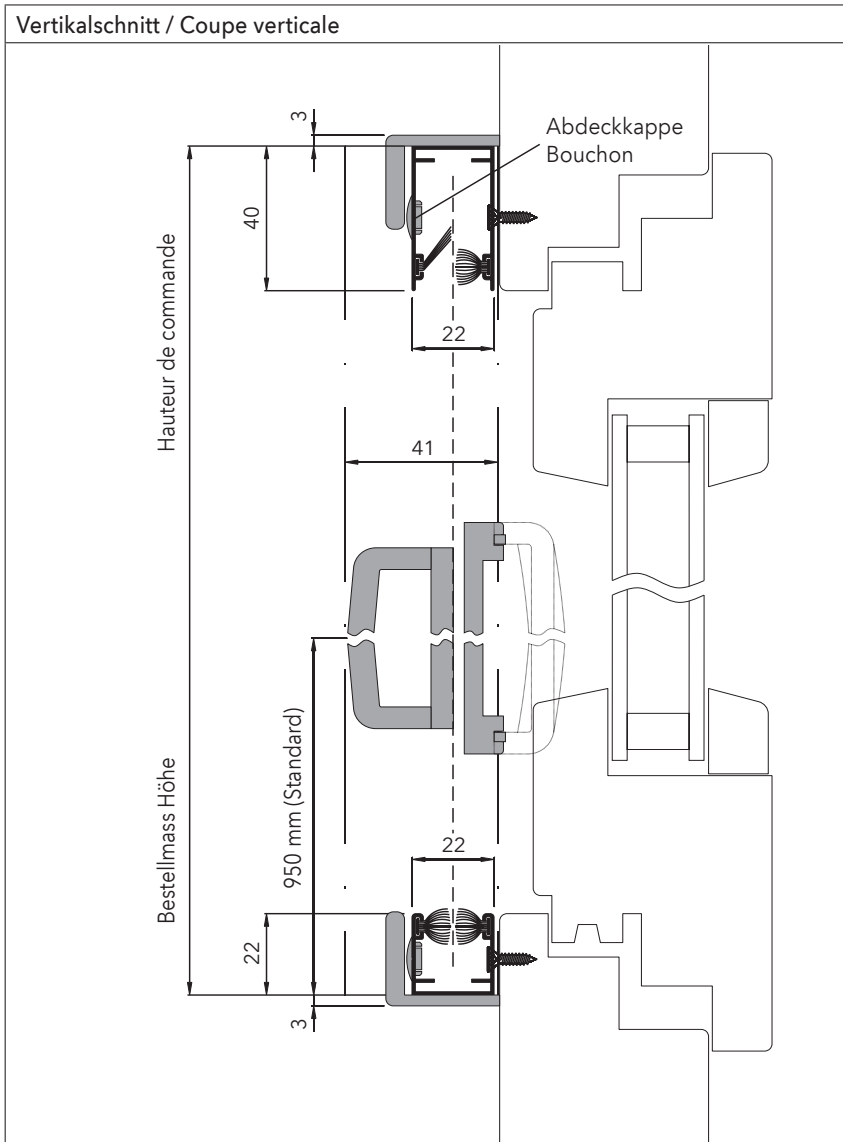 Vertikalschnitt / Coupe verticale
3
Abdeckkappe
Bouchon
40
Hauteur de commande
22
41
950 mm (Standard)
Bestellmass Höhe
22
22
3